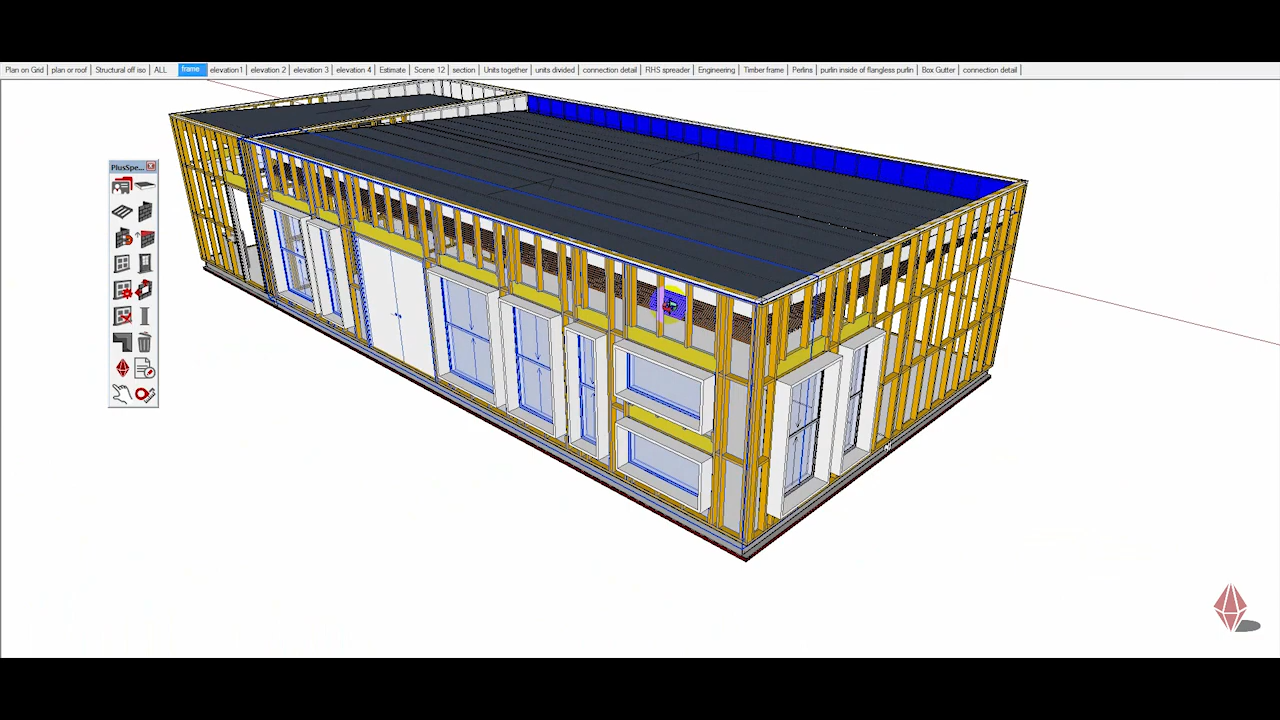 Plan on Grid plan or roof Structural off iso ALL frame elevation1 elevation 2 elevation 3 elevation 4 Estimate Scene 12 section Units together units divided connection detail RHS spreader Engineering Timber frame Perlins purlin inside of flangless purlin Box Gutter connection detail
PlusSpe...